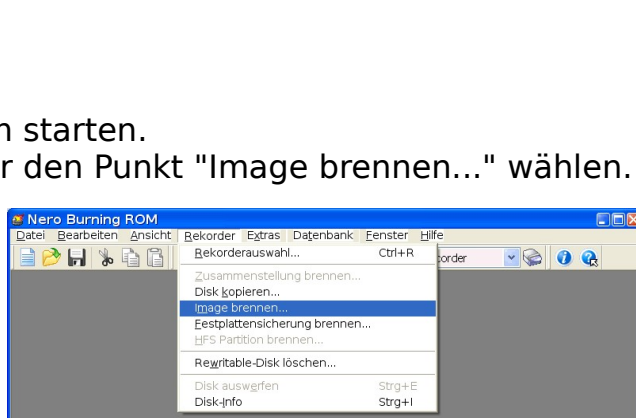 starten.
den Punkt "Image brennen..." wählen.
Nero Burning ROM
Datei Bearbeiten Ansicht Rekorder Extras Datenbank Fenster Hilfe
Rekorderauswahl... Ctrl+R
Zusammenstellung brennen...
Disk kopieren...
Image brennen...
Festplattensicherung brennen...
HFS Partition brennen...
Rewritable-Disk löschen...
Disk auswerfen Strg+E
Disk-Info Strg+I